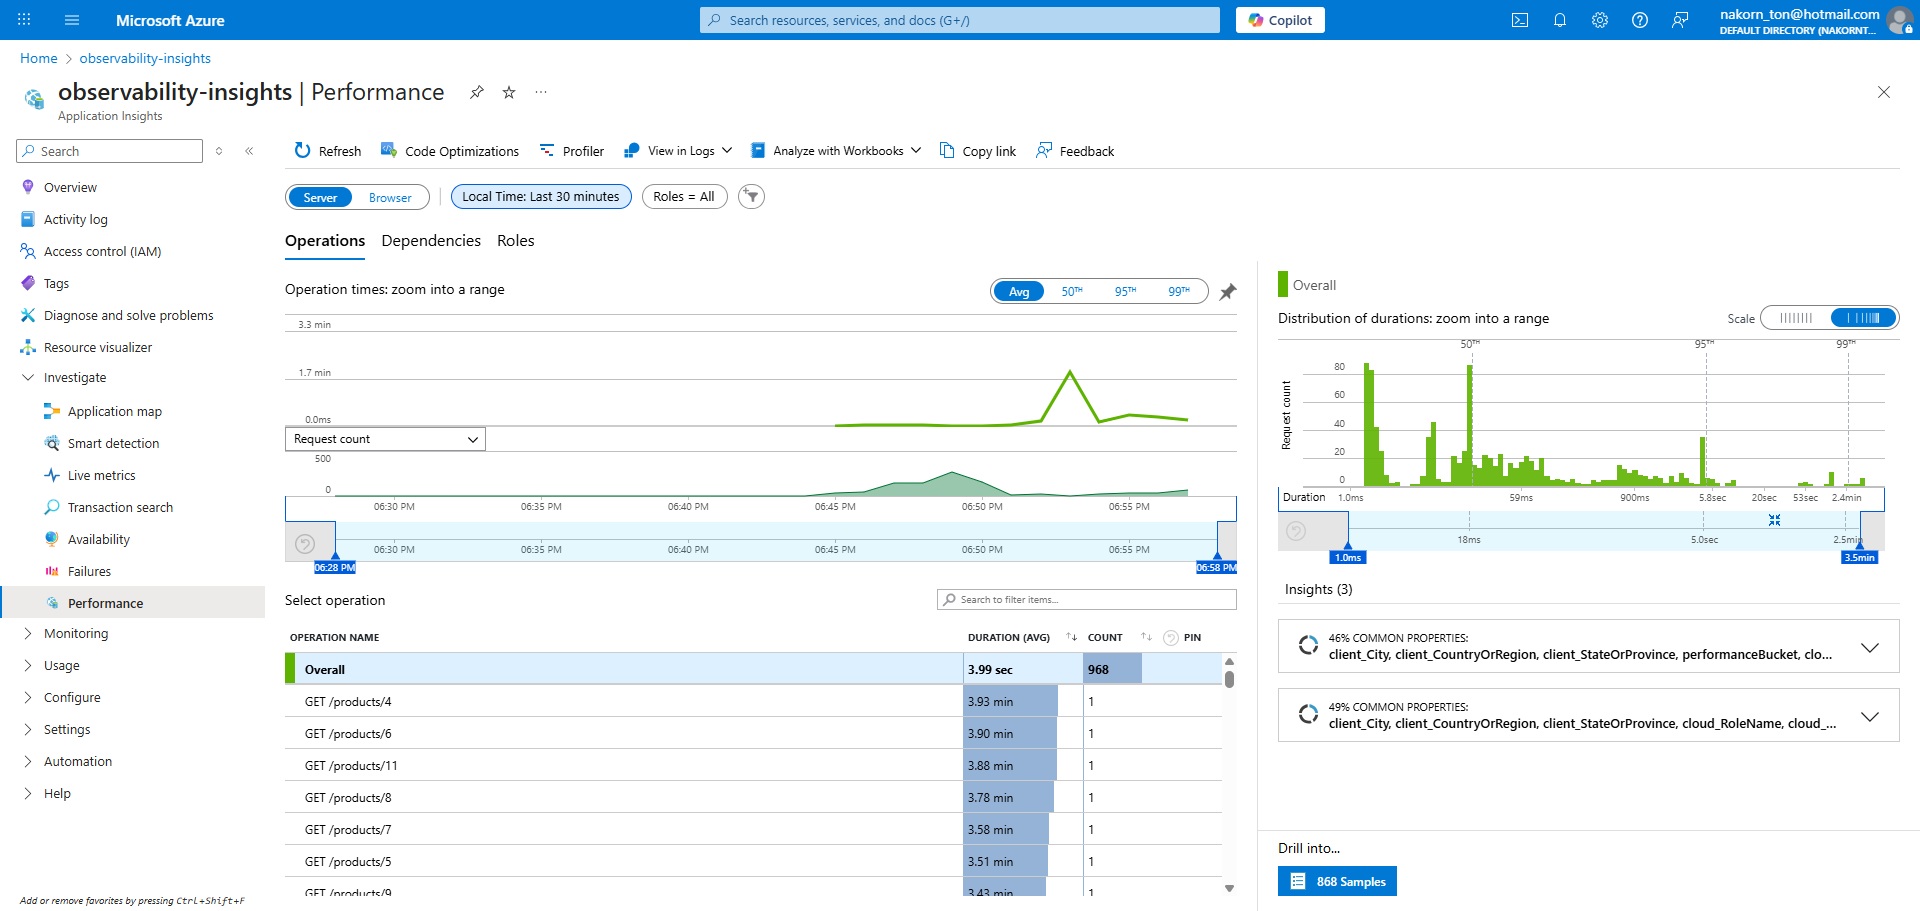 Microsoft Azure
Search resources, services, and docs (G+/)
Copilot
nakorn_ton@hotmail.com
DEFAULT DIRECTORY (NAKORNT...
Home > observability-insights
observability-insights | Performance
Application Insights
Search
Overview
Activity log
Access control (IAM)
Tags
Diagnose and solve problems
Resource visualizer
Investigate
Application map
Smart detection
Live metrics
Transaction search
Availability
Failures
Performance
Monitoring
Usage
Configure
Settings
Automation
Help
Add or remove favorites by pressing Ctrl+Shift+F
Refresh
Code Optimizations
Profiler
View in Logs
Analyze with Workbooks
Copy link
Feedback
Server
Browser
Local Time: Last 30 minutes
Roles = All
Operations
Dependencies
Roles
Operation times: zoom into a range
Avg
50TH
95TH
99TH
3.3 min
1.7 min
0.0ms
Request count
500
0
06:30 PM 06:35 PM 06:40 PM 06:45 PM 06:50 PM 06:55 PM
06:30 PM 06:35 PM 06:40 PM 06:45 PM 06:50 PM 06:55 PM
06:28 PM 06:58 PM
Select operation
Search to filter items...
OPERATION NAME DURATION (AVG) COUNT PIN
Overall 3.99 sec 968
GET /products/4 3.93 min 1
GET /products/6 3.90 min 1
GET /products/11 3.88 min 1
GET /products/8 3.78 min 1
GET /products/7 3.58 min 1
GET /products/5 3.51 min 1
GET /products/9 3.43 min 1
Overall
Distribution of durations: zoom into a range
Scale
50TH 95TH 99TH
Request count
80
60
40
20
0
Duration 1.0ms 59ms 900ms 5.8sec 20sec 53sec 2.4min
18ms 5.0sec 2.5min
1.0ms 3.5min
Insights (3)
46% COMMON PROPERTIES:
client_City, client_CountryOrRegion, client_StateOrProvince, performanceBucket, clo...
49% COMMON PROPERTIES:
client_City, client_CountryOrRegion, client_StateOrProvince, cloud_RoleName, cloud_...
Drill into...
868 Samples